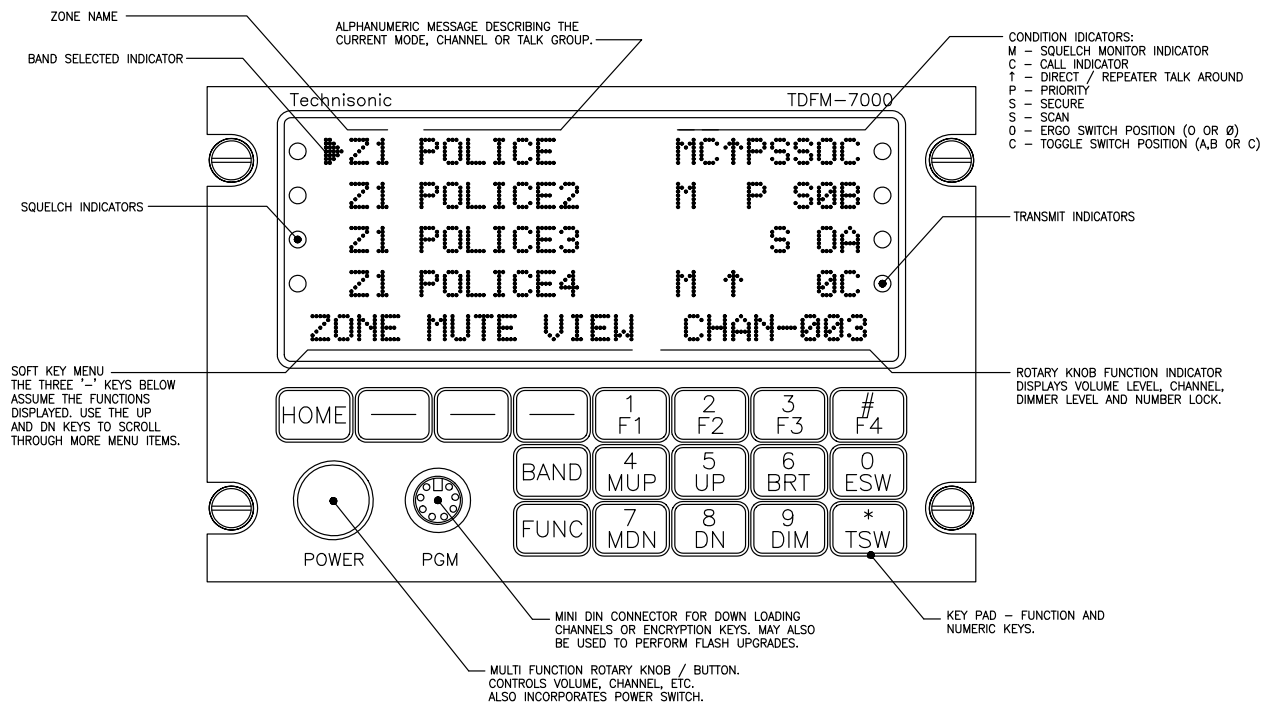 ZONE NAME
ALPHANUMERIC MESSAGE DESCRIBING THE
CURRENT MODE, CHANNEL OR TALK GROUP.
BAND SELECTED INDICATOR
CONDITION IDICATORS:
M – SQUELCH MONITOR INDICATOR
C – CALL INDICATOR
↑ – DIRECT / REPEATER TALK AROUND
P – PRIORITY
S – SECURE
S – SCAN
O – ERGO SWITCH POSITION (O OR Ø)
C – TOGGLE SWITCH POSITION (A,B OR C)
Technisonic TDFM–7000
Z1 POLICE MC↑PSSOC
Z1 POLICE2 M P SØB
SQUELCH INDICATORS
TRANSMIT INDICATORS
Z1 POLICE3 S OA
Z1 POLICE4 M ↑ ØC
ZONE MUTE VIEW CHAN-ØØ3
SOFT KEY MENU
THE THREE '–' KEYS BELOW
ASSUME THE FUNCTIONS
DISPLAYED. USE THE UP
AND DN KEYS TO SCROLL
THROUGH MORE MENU ITEMS.
ROTARY KNOB FUNCTION INDICATOR
DISPLAYS VOLUME LEVEL, CHANNEL,
DIMMER LEVEL AND NUMBER LOCK.
HOME
1 F1
2 F2
3 F3
# F4
BAND
4 MUP
5 UP
6 BRT
0 ESW
FUNC
7 MDN
8 DN
9 DIM
* TSW
POWER PGM
MINI DIN CONNECTOR FOR DOWN LOADING
CHANNELS OR ENCRYPTION KEYS. MAY ALSO
BE USED TO PERFORM FLASH UPGRADES.
KEY PAD – FUNCTION AND
NUMERIC KEYS.
MULTI FUNCTION ROTARY KNOB / BUTTON.
CONTROLS VOLUME, CHANNEL, ETC.
ALSO INCORPORATES POWER SWITCH.